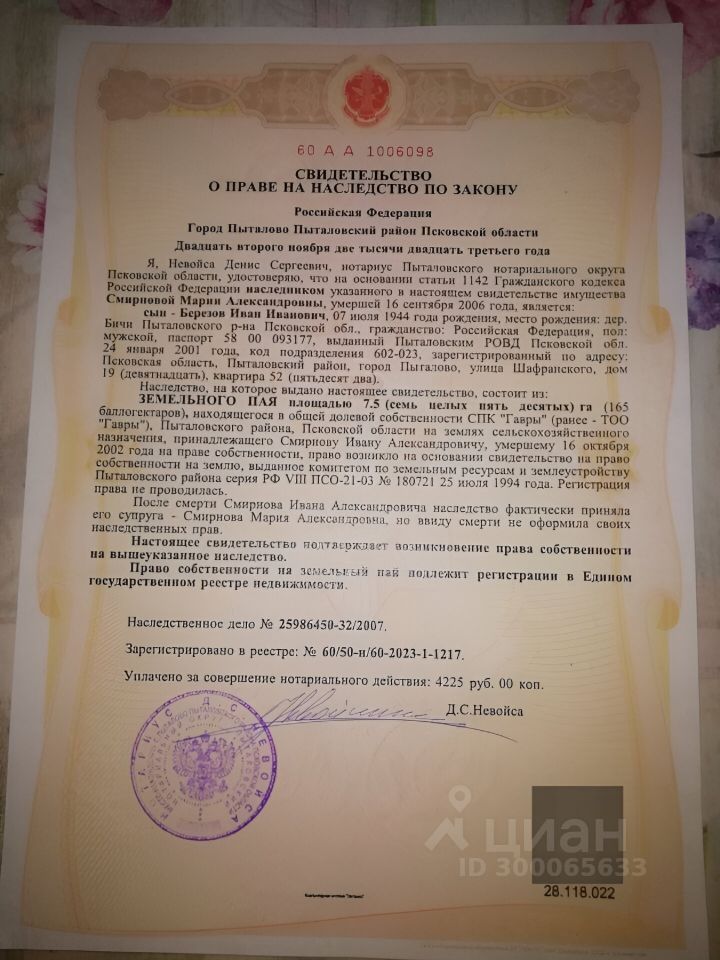 60 АА 1006098
СВИДЕТЕЛЬСТВО
О ПРАВЕ НА НАСЛЕДСТВО ПО ЗАКОНУ
Российская Федерация
Город Пыталово Пыталовский район Псковской области
Двадцать второго ноября две тысячи двадцать третьего года
Я, Невойса Денис Сергеевич, нотариус Пыталовского нотариального округа
Псковской области, удостоверяю, что на основании статьи 1142 Гражданского кодекса
Российской Федерации наследником указанного в настоящем свидетельстве имущества
Смирновой Марии Александровны, умершей 16 сентября 2006 года, является:
сын - Березов Иван Иванович, 07 июля 1944 года рождения, место рождения: дер.
Бичи Пыталовского р-на Псковской обл., гражданство: Российская Федерация, пол:
мужской, паспорт 58 00 093177, выданный Пыталовским РОВД Псковской обл.
24 января 2001 года, код подразделения 602-023, зарегистрированный по адресу:
Псковская область, Пыталовский район, город Пыталово, улица Шафранского, дом
19 (девятнадцать), квартира 52 (пятьдесят два).
Наследство, на которое выдано настоящее свидетельство, состоит из:
ЗЕМЕЛЬНОГО ПАЯ площадью 7.5 (семь целых пять десятых) га (165
баллогектаров), находящегося в общей долевой собственности СПК "Гавры" (ранее - ТОО
"Гавры"), Пыталовского района, Псковской области на землях сельскохозяйственного
назначения, принадлежащего Смирнову Ивану Александровичу, умершему 16 октября
2002 года на праве собственности, право возникло на основании свидетельство на право
собственности на землю, выданное комитетом по земельным ресурсам и землеустройству
Пыталовского района серия РФ VIII ПСО-21-03 № 180721 25 июля 1994 года. Регистрация
права не проводилась.
После смерти Смирнова Ивана Александровича наследство фактически приняла
его супруга - Смирнова Мария Александровна, но ввиду смерти не оформила своих
наследственных прав.
Настоящее свидетельство подтверждает возникновение права собственности
на вышеуказанное наследство.
Право собственности на земельный пай подлежит регистрации в Едином
государственном реестре недвижимости.
Наследственное дело № 25986450-32/2007.
Зарегистрировано в реестре: № 60/50-н/60-2023-1-1217.
Уплачено за совершение нотариального действия: 4225 руб. 00 коп.
Д.С.Невойса
НОТАРИУС Д.С. НЕВОЙСА
циан
ID 300065633
28.118.022